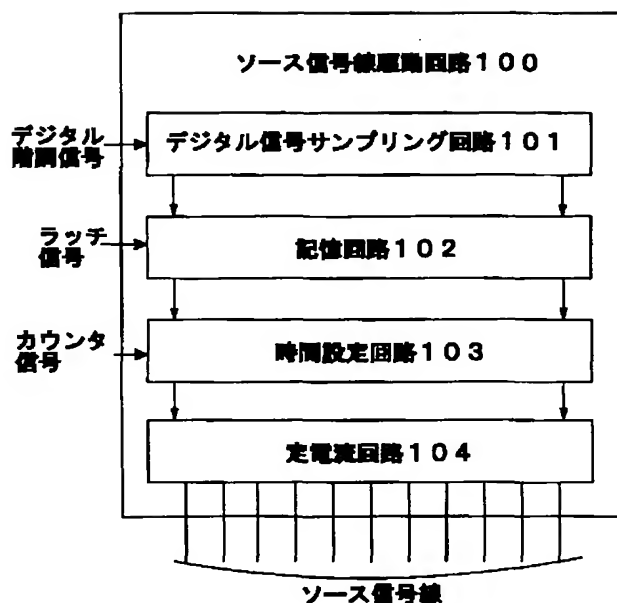 ソース信号線駆動回路１００
デジタル
階調信号
デジタル信号サンプリング回路１０１
ラッチ
信号
記憶回路１０２
カウンタ
信号
時間設定回路１０３
定電流回路１０４
ソース信号線